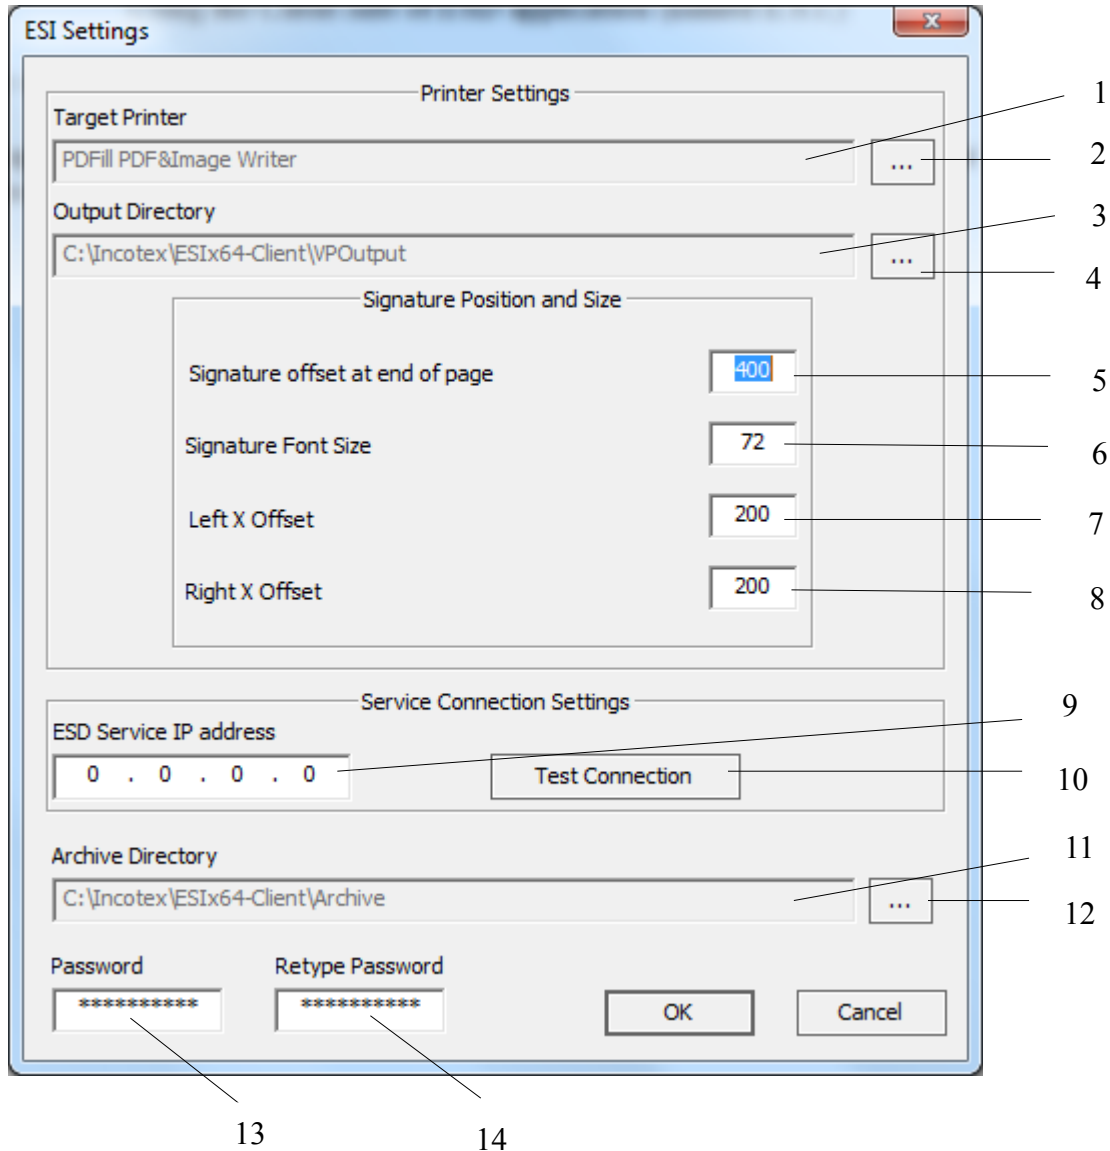 ESI Settings
x
Printer Settings
1
Target Printer
PDFill PDF&Image Writer
...
2
Output Directory
3
C:\Incotex\ESIx64-Client\VPOutput
...
4
Signature Position and Size
Signature offset at end of page
400
5
Signature Font Size
72
6
Left X Offset
200
7
Right X Offset
200
8
Service Connection Settings
9
ESD Service IP address
0 . 0 . 0 . 0
Test Connection
10
Archive Directory
11
C:\Incotex\ESIx64-Client\Archive
...
12
Password
Retype Password
**********
**********
OK
Cancel
13
14